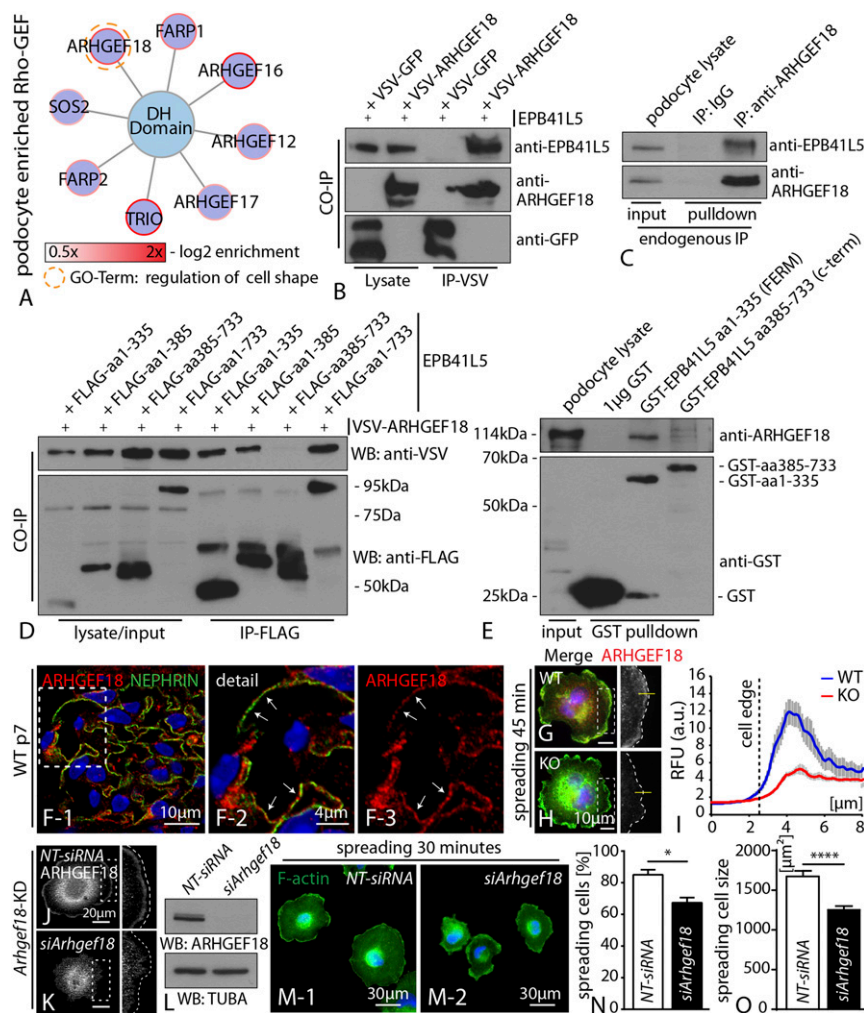 podocyte enriched Rho-GEF
ARHGEF18
FARP1
ARHGEF16
SOS2
DH
Domain
ARHGEF12
FARP2
ARHGEF17
TRIO
0.5x 2x - log2 enrichment
GO-Term: regulation of cell shape
A
+ VSV-GFP
+ VSV-ARHGEF18
+ VSV-GFP
+ VSV-ARHGEF18
+ + + + EPB41L5
CO-IP
anti-EPB41L5
anti-
ARHGEF18
anti-GFP
Lysate IP-VSV
B
podocyte lysate
IP: IgG
IP: anti-ARHGEF18
anti-EPB41L5
anti-
ARHGEF18
input pulldown
endogenous IP
C
+ FLAG-aa1-335
+ FLAG-aa1-385
+ FLAG-aa385-733
+ FLAG-aa1-733
+ FLAG-aa1-335
+ FLAG-aa1-385
+ FLAG-aa385-733
+ FLAG-aa1-733
EPB41L5
+ + + + + + + + VSV-ARHGEF18
CO-IP
WB: anti-VSV
- 95kDa
- 75Da
WB: anti-FLAG
- 50kDa
lysate/input IP-FLAG
D
podocyte lysate
1µg GST
GST-EPB41L5 aa1-335 (FERM)
GST-EPB41L5 aa385-733 (c-term)
114kDa -
anti-ARHGEF18
70kDa -
- GST-aa385-733
- GST-aa1-335
50kDa -
anti-GST
25kDa -
- GST
input GST pulldown
E
WT p7
ARHGEF18 NEPHRIN
F-1
10µm
detail
F-2
4µm
ARHGEF18
F-3
Merge ARHGEF18
spreading 45 min
WT
G
KO
H
10µm
RFU (a.u.)
16
14
12
10
8
6
4
2
0
cell edge
WT
KO
[µm]
0 2 4 6 8
I
Arhgef18-KD
NT-siRNA
ARHGEF18
J
20µm
siArhgef18
K
NT-siRNA
siArhgef18
WB: ARHGEF18
WB: TUBA
L
spreading 30 minutes
F-actin
NT-siRNA
M-1
30µm
siArhgef18
M-2
30µm
spreading cells [%]
100
80
60
40
20
0
*
NT-siRNA
siArhgef18
N
spreading cell size
[µm²]
2000
1500
1000
500
0
****
NT-siRNA
siArhgef18
O